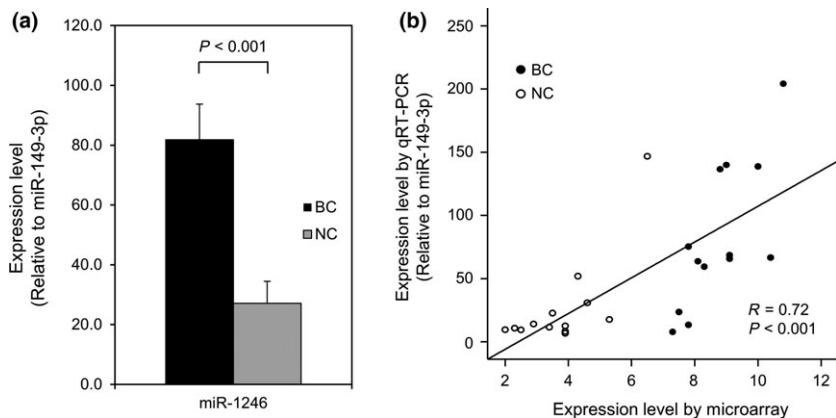 (a)
Expression level
(Relative to miR-149-3p)
120.0
100.0
80.0
60.0
40.0
20.0
0.0
P < 0.001
BC
NC
miR-1246
(b)
Expression level by qRT-PCR
(Relative to miR-149-3p)
250
200
150
100
50
0
BC
NC
R = 0.72
P < 0.001
2 4 6 8 10 12
Expression level by microarray